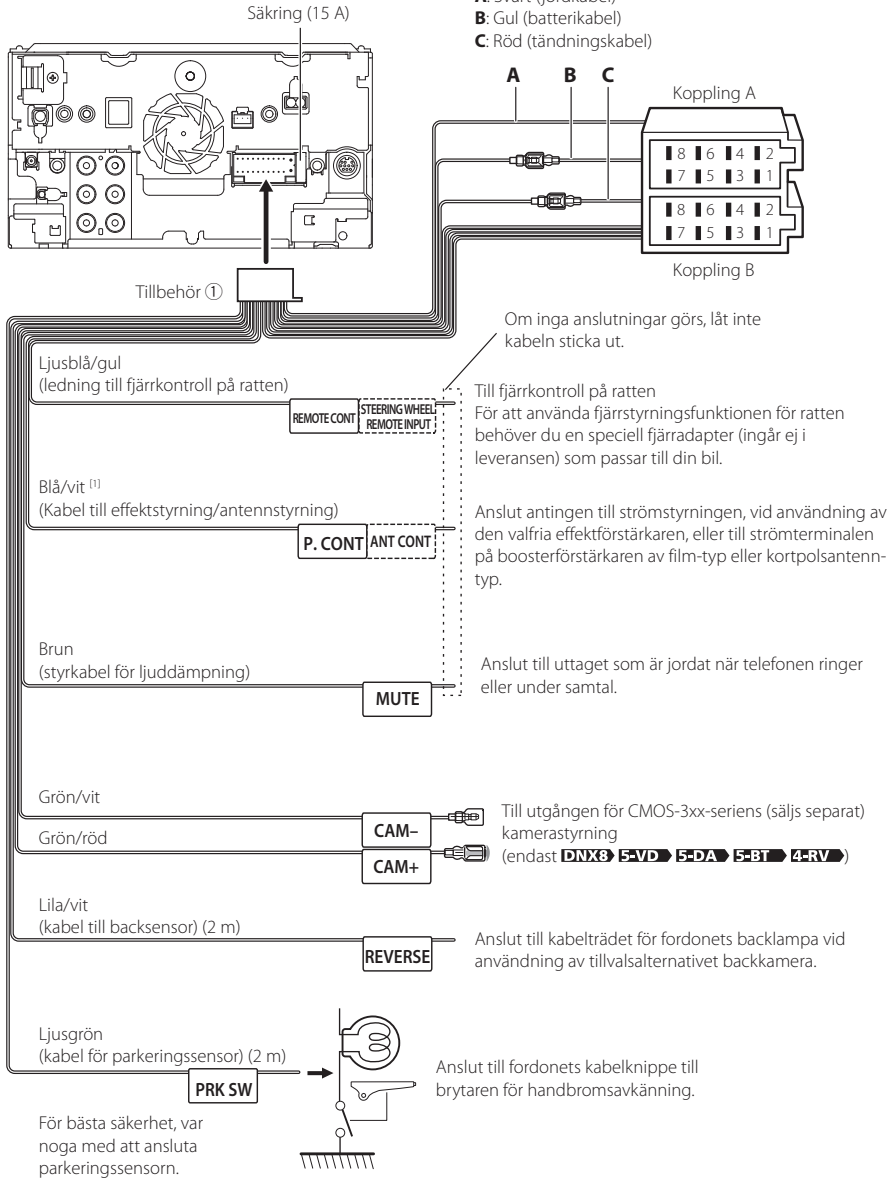 Säkring (15 A)
B: Gul (batterikabel)
C: Röd (tändningskabel)
A B C
Koppling A
8 6 4 2
7 5 3 1
8 6 4 2
7 5 3 1
Koppling B
Tillbehör ①
Om inga anslutningar görs, låt inte
kabeln sticka ut.
Ljusblå/gul
(ledning till fjärrkontroll på ratten)
REMOTE CONT
STEERING WHEEL
REMOTE INPUT
Till fjärrkontroll på ratten
För att använda fjärrstyrningsfunktionen för ratten
behöver du en speciell fjärradapter (ingår ej i
leveransen) som passar till din bil.
Blå/vit [1]
(Kabel till effektstyrning/antennstyrning)
P. CONT
ANT CONT
Anslut antingen till strömstyrningen, vid användning av
den valfria effektförstärkaren, eller till strömterminalen
på boosterförstärkaren av film-typ eller kortpolsantenn-
typ.
Brun
(styrkabel för ljuddämpning)
MUTE
Anslut till uttaget som är jordat när telefonen ringer
eller under samtal.
Grön/vit
CAM–
Grön/röd
CAM+
Till utgången för CMOS-3xx-seriens (säljs separat)
kamerastyrning
(endast DNX8 5-VD 5-DA 5-BT 4-RV)
Lila/vit
(kabel till backsensor) (2 m)
REVERSE
Anslut till kabelträdet för fordonets backlampa vid
användning av tillvalsalternativet backkamera.
Ljusgrön
(kabel för parkeringssensor) (2 m)
PRK SW
Anslut till fordonets kabelknippe till
brytaren för handbromsavkänning.
För bästa säkerhet, var
noga med att ansluta
parkeringssensorn.